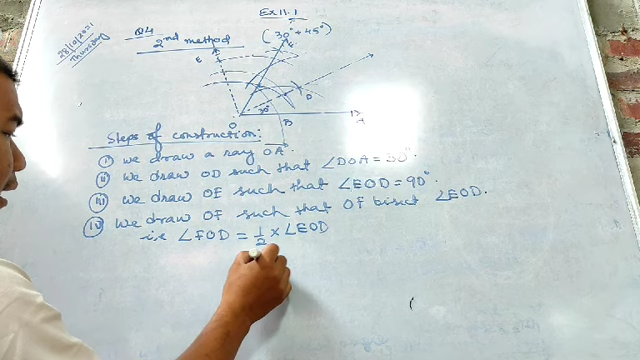 Ex 11.1
28/10/2021
Thursday
Q4
2nd method
(30° + 45°)
E
F
D
30°
O
B
A
Steps of construction:
(i) we draw a ray OA.
(ii) we draw OD such that ∠DOA = 30°.
(iii) we draw OE such that ∠EOD = 90°.
(iv) we draw OF such that OF bisect ∠EOD.
i.e ∠FOD = 1/2 × ∠EOD